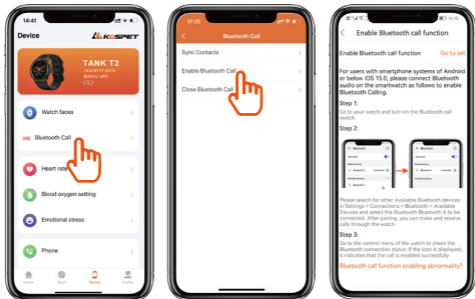 14:41
Device
KOSPET
TANK T2
Watch faces
Bluetooth Call
Heart rate
Blood oxygen setting
Emotional stress
Phone
Home
Sport
Device
Profile
17:25
Bluetooth Call
Sync Contacts
Enable Bluetooth Call
Close Bluetooth Call
Enable Bluetooth call function
Enable Bluetooth call function Go to set
For users with smartphone systems of Android
or below iOS 15.0, please connect Bluetooth
audio on the smartwatch as follows to enable
Bluetooth Calling.
Step 1:
Go to your watch and turn on the Bluetooth call
switch.
Step 2:
Bluetooth
Bluetooth
Please search for other Available Bluetooth devices
in Settings > Connections > Bluetooth > Available
Devices and select the Bluetooth Bluetooth A to be
connected. After pairing, you can make and receive
calls through the watch.
Step 3:
Go to the control menu of the watch to check the
Bluetooth connection status. If the icon is displayed,
it indicates that the call is enabled successfully.
Bluetooth call function enabling abnormality?